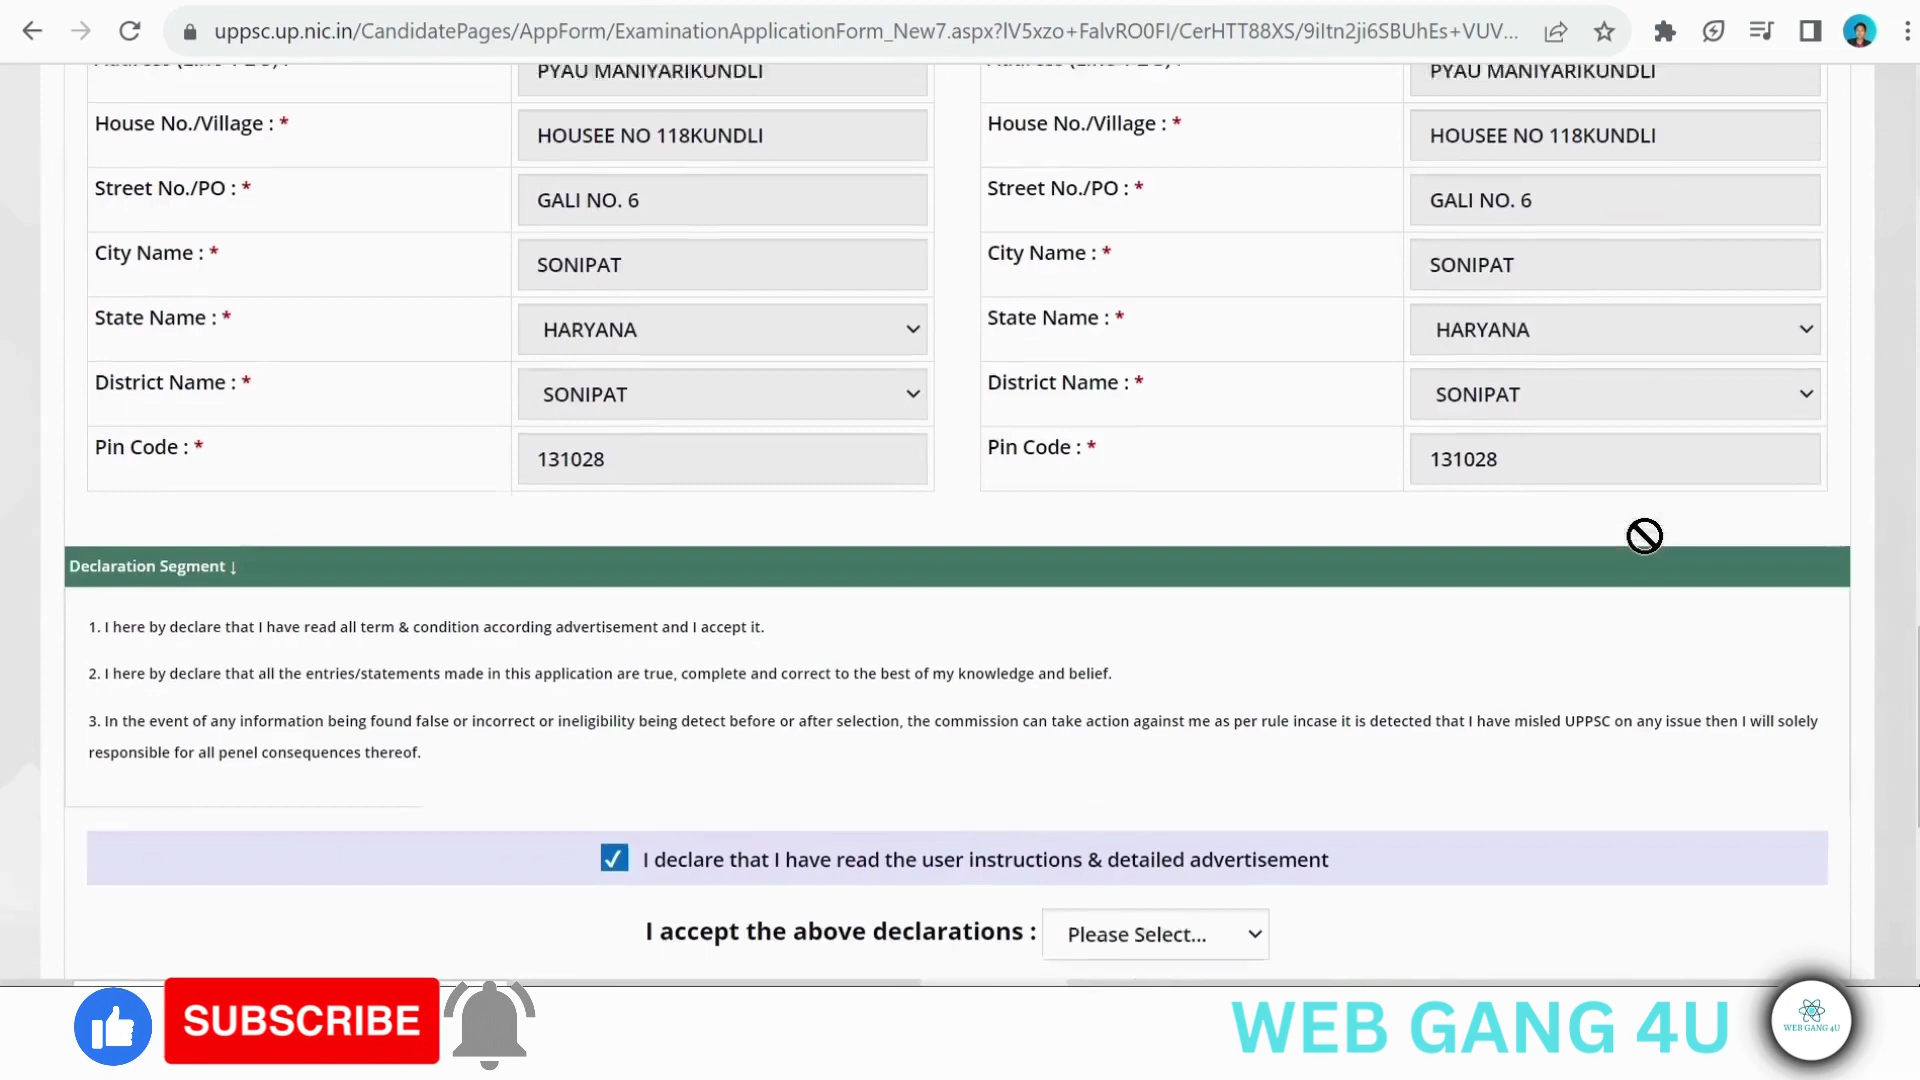 uppsc.up.nic.in/CandidatePages/AppForm/ExaminationApplicationForm_New7.aspx?lV5xzo+FalvRO0FI/CerHTT88XS/9iItn2ji6SBUhEs+VUV...
PYAU MANIYARIKUNDLI PYAU MANIYARIKUNDLI
House No./Village : * HOUSEE NO 118KUNDLI House No./Village : * HOUSEE NO 118KUNDLI
Street No./PO : * GALI NO. 6 Street No./PO : * GALI NO. 6
City Name : * SONIPAT City Name : * SONIPAT
State Name : * HARYANA State Name : * HARYANA
District Name : * SONIPAT District Name : * SONIPAT
Pin Code : * 131028 Pin Code : * 131028
Declaration Segment ↓
1. I here by declare that I have read all term & condition according advertisement and I accept it.
2. I here by declare that all the entries/statements made in this application are true, complete and correct to the best of my knowledge and belief.
3. In the event of any information being found false or incorrect or ineligibility being detect before or after selection, the commission can take action against me as per rule incase it is detected that I have misled UPPSC on any issue then I will solely
responsible for all penel consequences thereof.
I declare that I have read the user instructions & detailed advertisement
I accept the above declarations : Please Select...
SUBSCRIBE
WEB GANG 4U
WEB GANG 4U